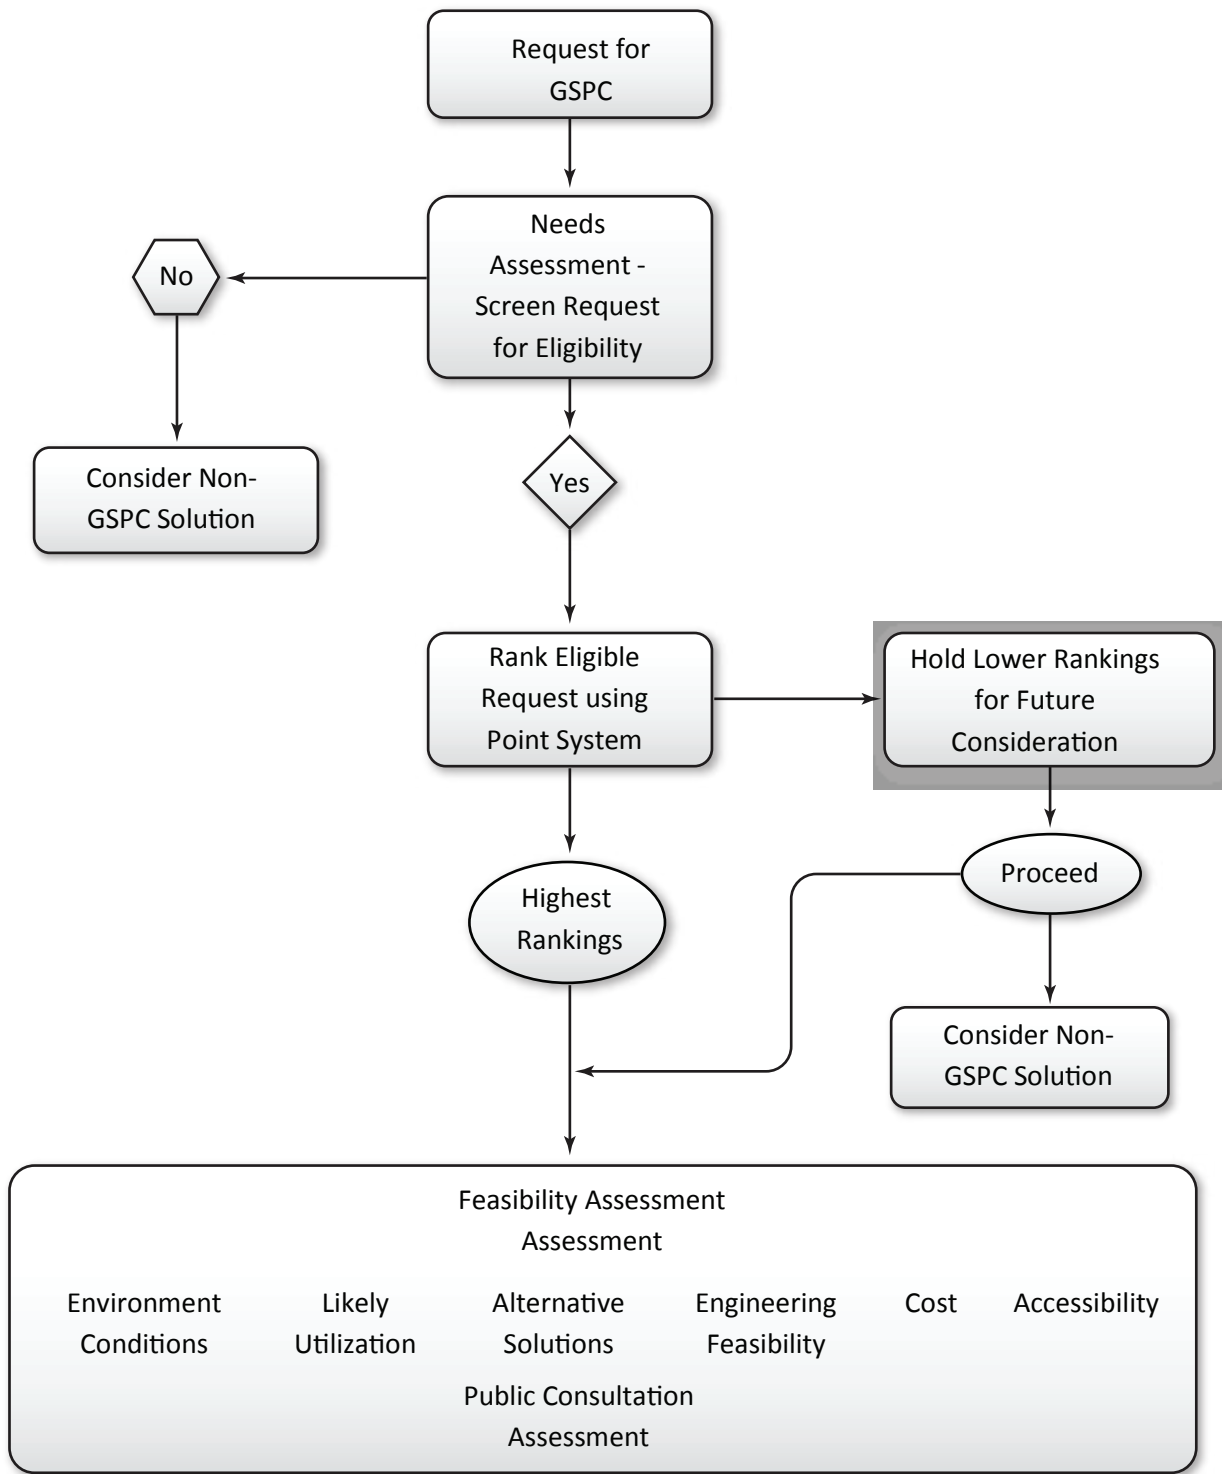 Request for
GSPC
Needs
Assessment -
Screen Request
for Eligibility
No
Consider Non-
GSPC Solution
Yes
Rank Eligible
Request using
Point System
Hold Lower Rankings
for Future
Consideration
Proceed
Highest
Rankings
Consider Non-
GSPC Solution
Feasibility Assessment
Assessment
Environment
Conditions
Likely
Utilization
Alternative
Solutions
Engineering
Feasibility
Cost
Accessibility
Public Consultation
Assessment